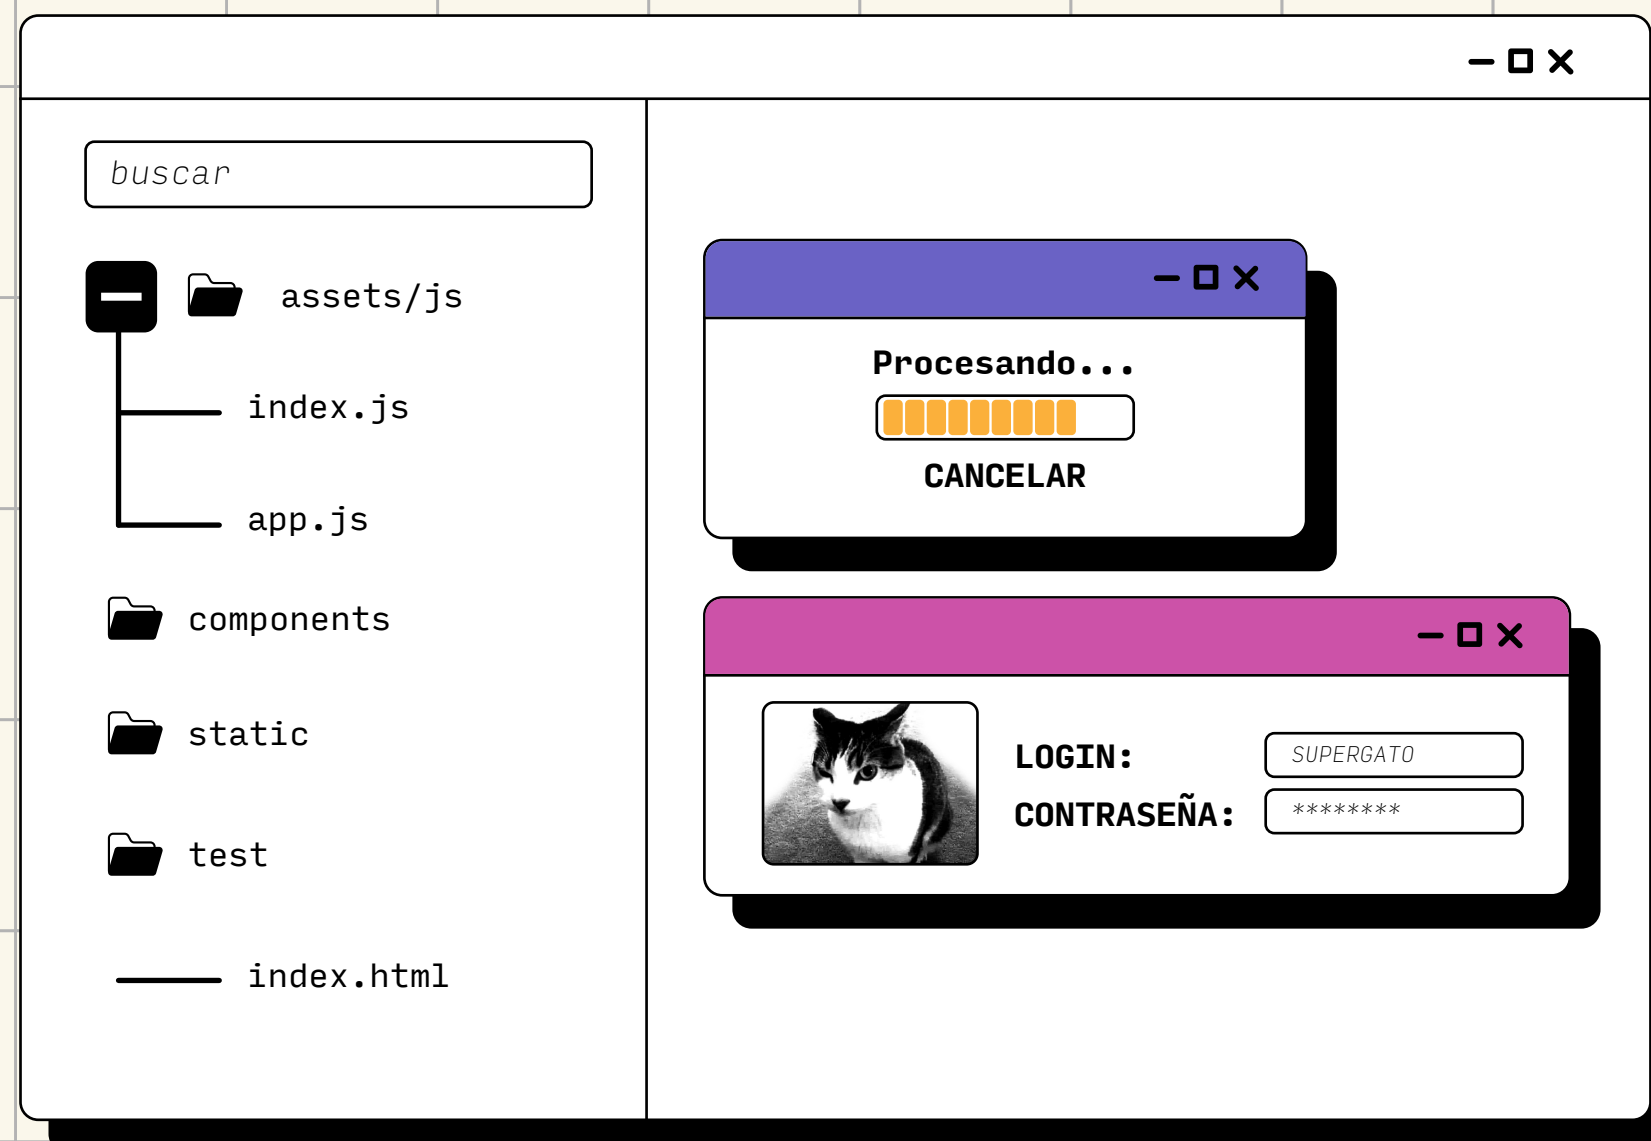 buscar
assets/js
index.js
app.js
components
static
test
index.html
Procesando...
CANCELAR
LOGIN: SUPERGATO
CONTRASEÑA: ********